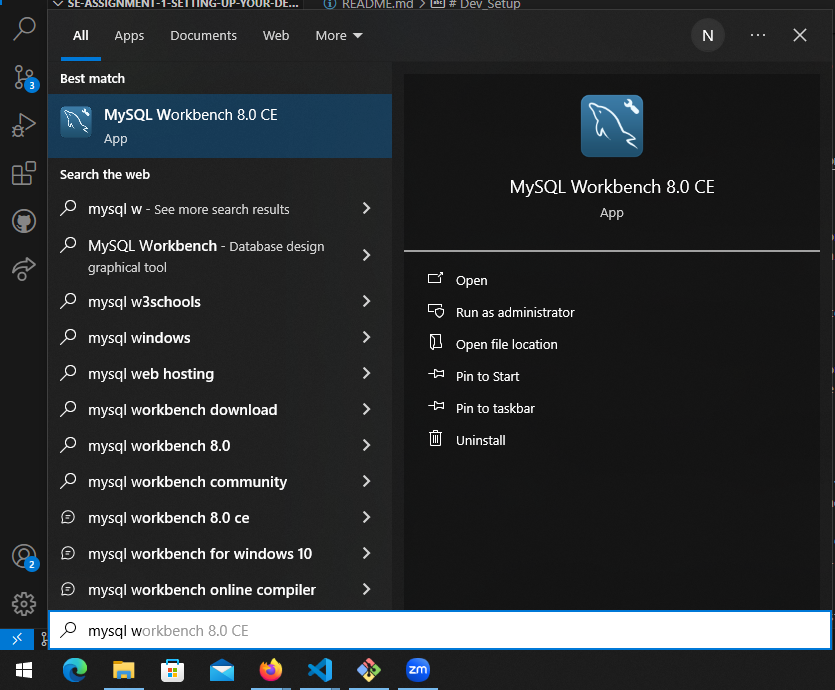 SE-ASSIGNMENT-1-SETTING-UP-YOUR-DE...
README.md > # Dev_Setup
All Apps Documents Web More N ...
Best match
MySQL Workbench 8.0 CE
App
Search the web
mysql w - See more search results
MySQL Workbench - Database design
graphical tool
mysql w3schools
mysql windows
mysql web hosting
mysql workbench download
mysql workbench 8.0
mysql workbench community
mysql workbench 8.0 ce
mysql workbench for windows 10
mysql workbench online compiler
mysql workbench 8.0 CE
MySQL Workbench 8.0 CE
App
Open
Run as administrator
Open file location
Pin to Start
Pin to taskbar
Uninstall
3
2
zm